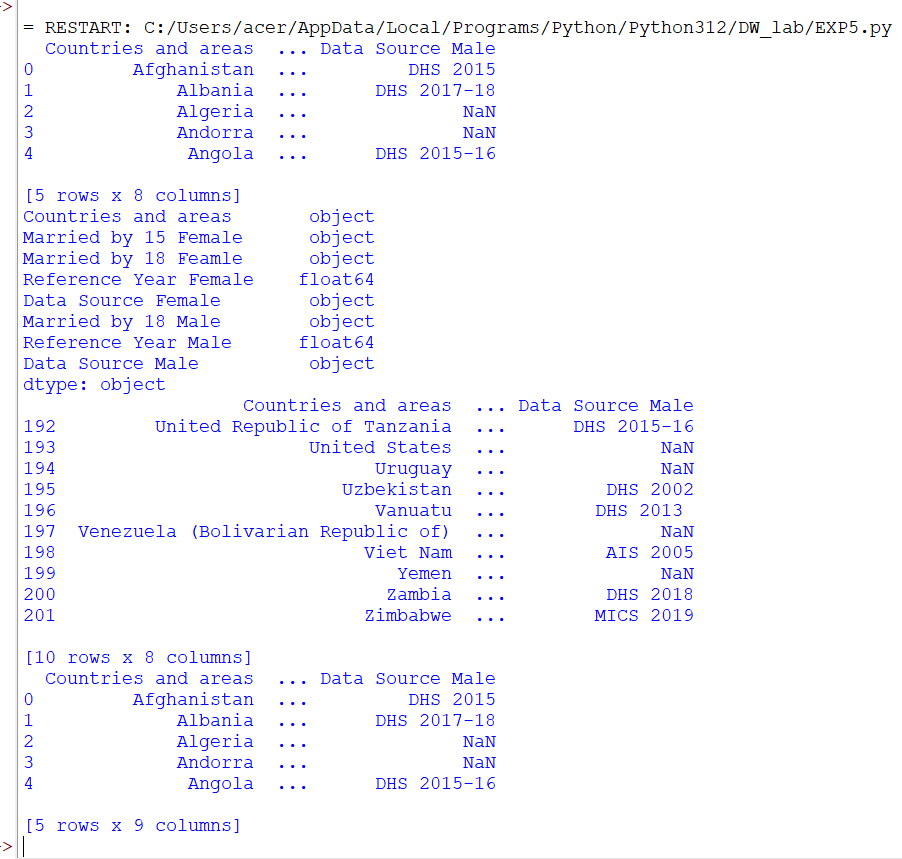 >
= RESTART: C:/Users/acer/AppData/Local/Programs/Python/Python312/DW_lab/EXP5.py
  Countries and areas  ... Data Source Male
0         Afghanistan  ...         DHS 2015
1             Albania  ...      DHS 2017-18
2             Algeria  ...              NaN
3             Andorra  ...              NaN
4              Angola  ...      DHS 2015-16

[5 rows x 8 columns]
Countries and areas       object
Married by 15 Female      object
Married by 18 Feamle      object
Reference Year Female    float64
Data Source Female        object
Married by 18 Male        object
Reference Year Male      float64
Data Source Male          object
dtype: object
                    Countries and areas  ... Data Source Male
192         United Republic of Tanzania  ...      DHS 2015-16
193                       United States  ...              NaN
194                             Uruguay  ...              NaN
195                          Uzbekistan  ...         DHS 2002
196                             Vanuatu  ...        DHS 2013 
197  Venezuela (Bolivarian Republic of)  ...              NaN
198                            Viet Nam  ...         AIS 2005
199                               Yemen  ...              NaN
200                              Zambia  ...         DHS 2018
201                            Zimbabwe  ...        MICS 2019

[10 rows x 8 columns]
  Countries and areas  ... Data Source Male
0         Afghanistan  ...         DHS 2015
1             Albania  ...      DHS 2017-18
2             Algeria  ...              NaN
3             Andorra  ...              NaN
4              Angola  ...      DHS 2015-16

[5 rows x 9 columns]
>